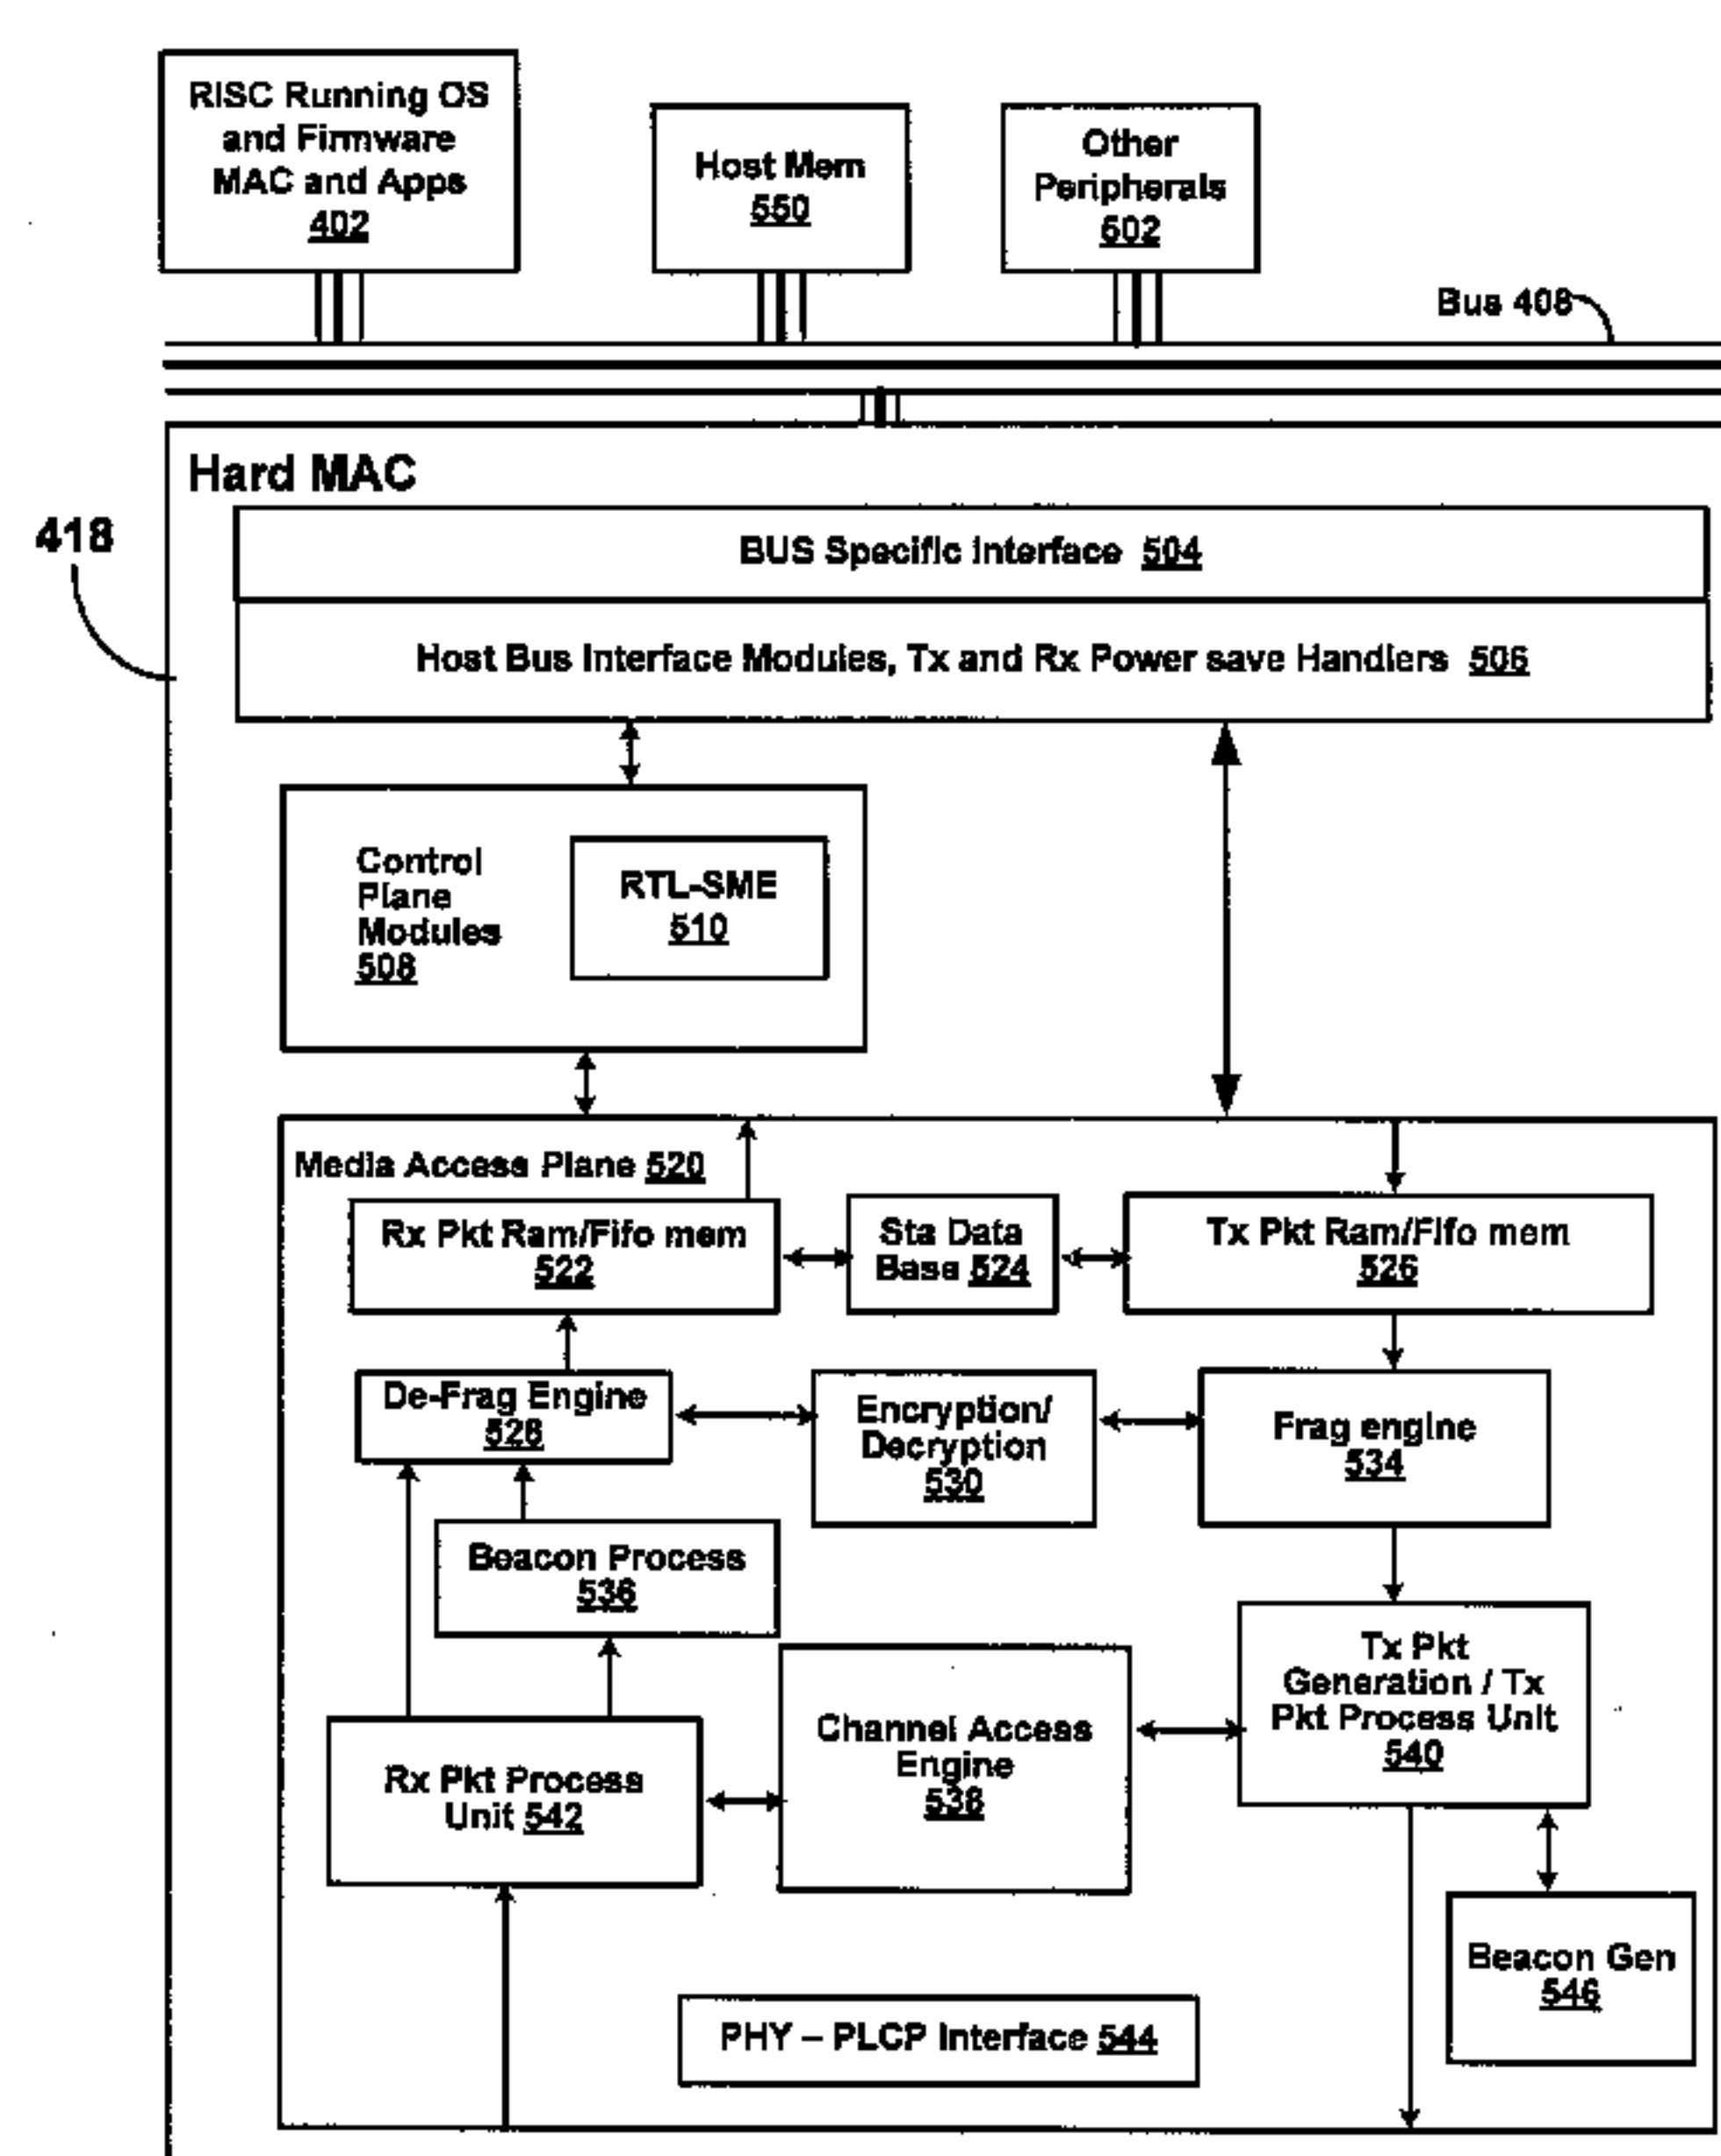 RISC Running OS
and Firmware
MAC and Apps
402
Host Mem
550
Other
Peripherals
502
Bus 408
Hard MAC
418
BUS Specific Interface 504
Host Bus Interface Modules, Tx and Rx Power save Handlers 506
Control
Plane
Modules
508
RTL-SME
510
Media Access Plane 520
Rx Pkt Ram/Fifo mem
522
Sta Data
Base 524
Tx Pkt Ram/Fifo mem
526
De-Frag Engine
528
Encryption/
Decryption
530
Frag engine
534
Beacon Process
536
Channel Access
Engine
538
Tx Pkt
Generation / Tx
Pkt Process Unit
540
Rx Pkt Process
Unit 542
Beacon Gen
546
PHY – PLCP Interface 544